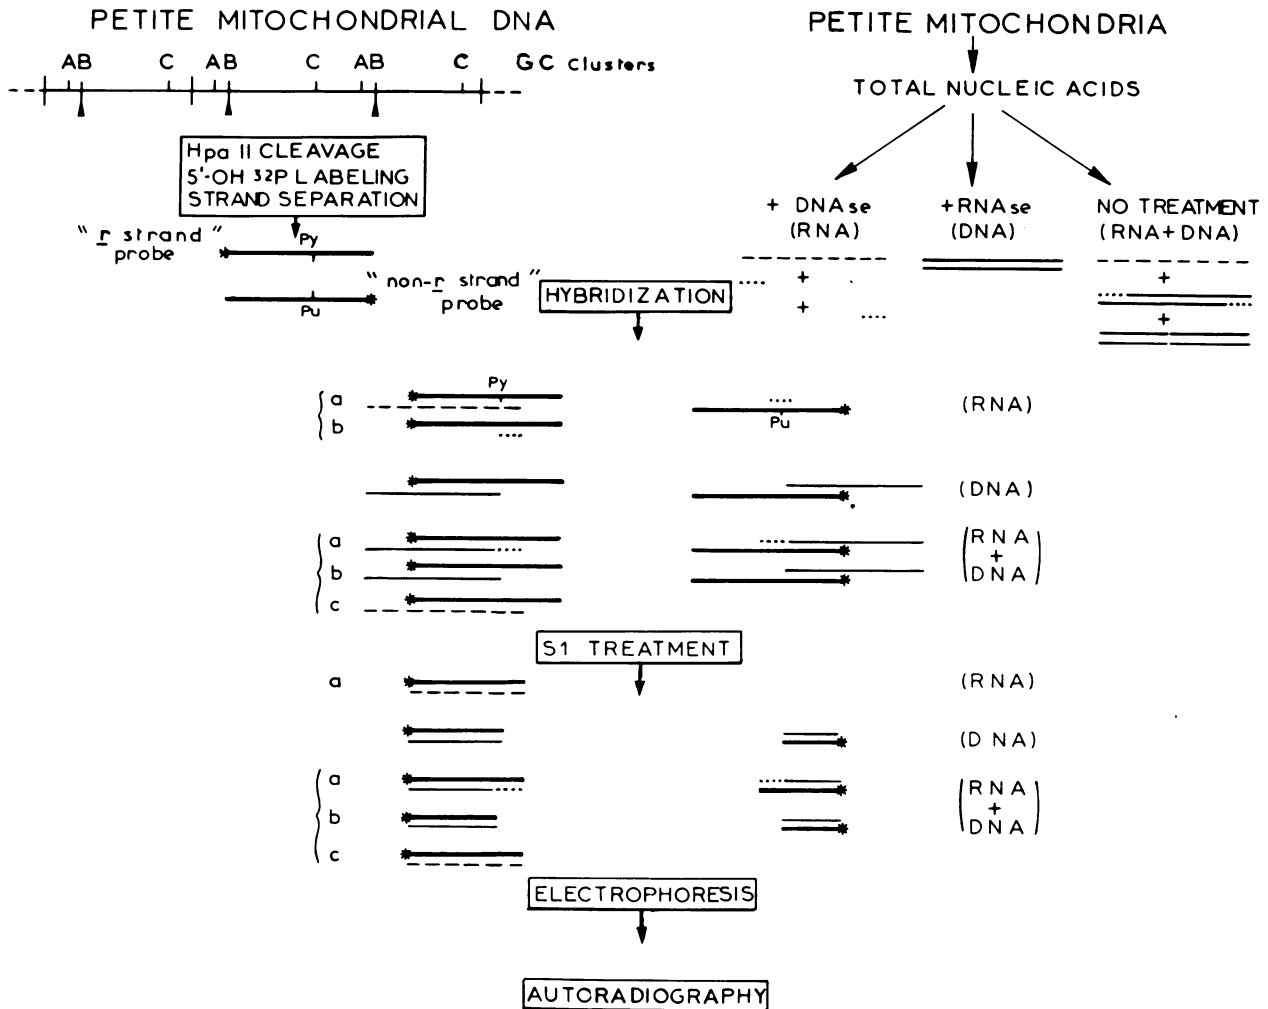 PETITE MITOCHONDRIAL DNA
AB C AB C AB C GC clusters
Hpa II CLEAVAGE
5'-OH 32P LABELING
STRAND SEPARATION
"r strand"
probe
Py
"non-r strand"
probe
Pu
PETITE MITOCHONDRIA
TOTAL NUCLEIC ACIDS
+ DNAse
(RNA)
+RNAse
(DNA)
NO TREATMENT
(RNA+DNA)
+
+
+
+
HYBRIDIZATION
a
Py
b
Pu
(RNA)
(DNA)
a
b
c
(RNA
+
DNA)
S1 TREATMENT
a
(RNA)
(DNA)
a
b
c
(RNA
+
DNA)
ELECTROPHORESIS
AUTORADIOGRAPHY